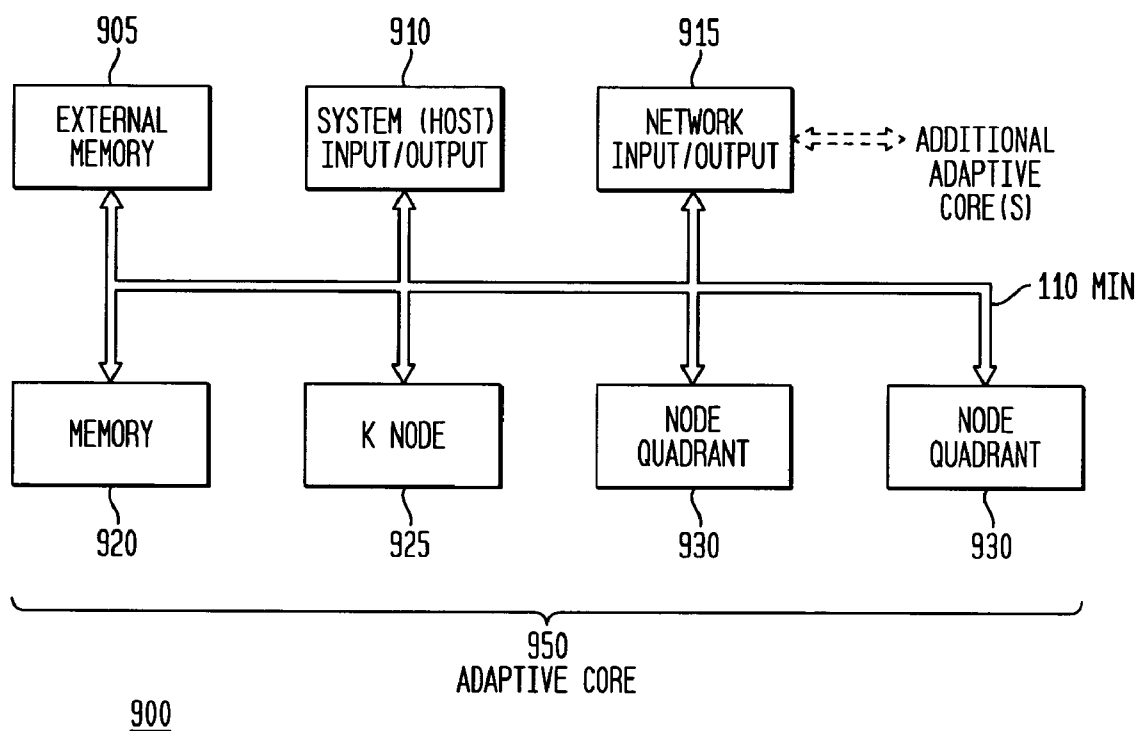 905
910
915
EXTERNAL
MEMORY
SYSTEM (HOST)
INPUT/OUTPUT
NETWORK
INPUT/OUTPUT
ADDITIONAL
ADAPTIVE
CORE(S)
110 MIN
MEMORY
K NODE
NODE
QUADRANT
NODE
QUADRANT
920
925
930
930
950
ADAPTIVE CORE
900